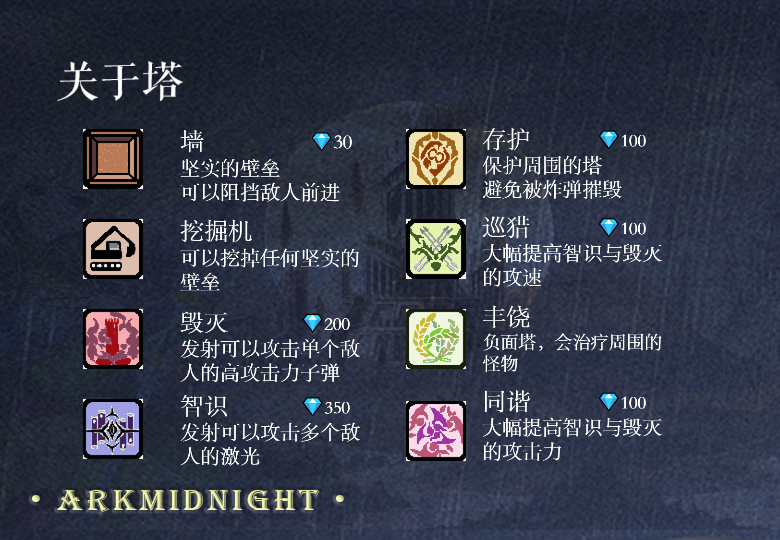 关于塔
墙 30
坚实的壁垒
可以阻挡敌人前进
挖掘机
可以挖掉任何坚实的
壁垒
毁灭 200
发射可以攻击单个敌
人的高攻击力子弹
智识 350
发射可以攻击多个敌
人的激光
存护 100
保护周围的塔
避免被炸弹摧毁
巡猎 100
大幅提高智识与毁灭
的攻速
丰饶
负面塔，会治疗周围的
怪物
同谐 100
大幅提高智识与毁灭
的攻击力
• ARKMIDNIGHT •